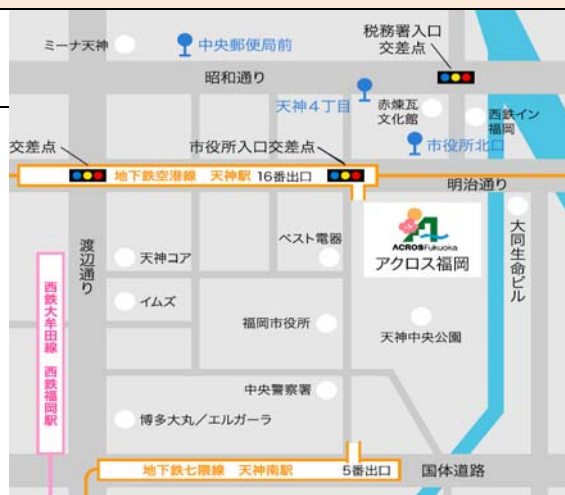 税務署入口
交差点
ミーナ天神
中央郵便局前
昭和通り
天神4丁目
赤煉瓦
文化館
西鉄イン
福岡
交差点
市役所入口交差点
市役所北口
地下鉄空港線 天神駅 16番出口
明治通り
渡辺通り
ベスト電器
ACROS Fukuoka
アクロス福岡
大同生命ビル
天神コア
イムズ
西鉄大牟田線 西鉄福岡駅
福岡市役所
天神中央公園
中央警察署
博多大丸／エルガーラ
地下鉄七隈線 天神南駅 5番出口
国体道路